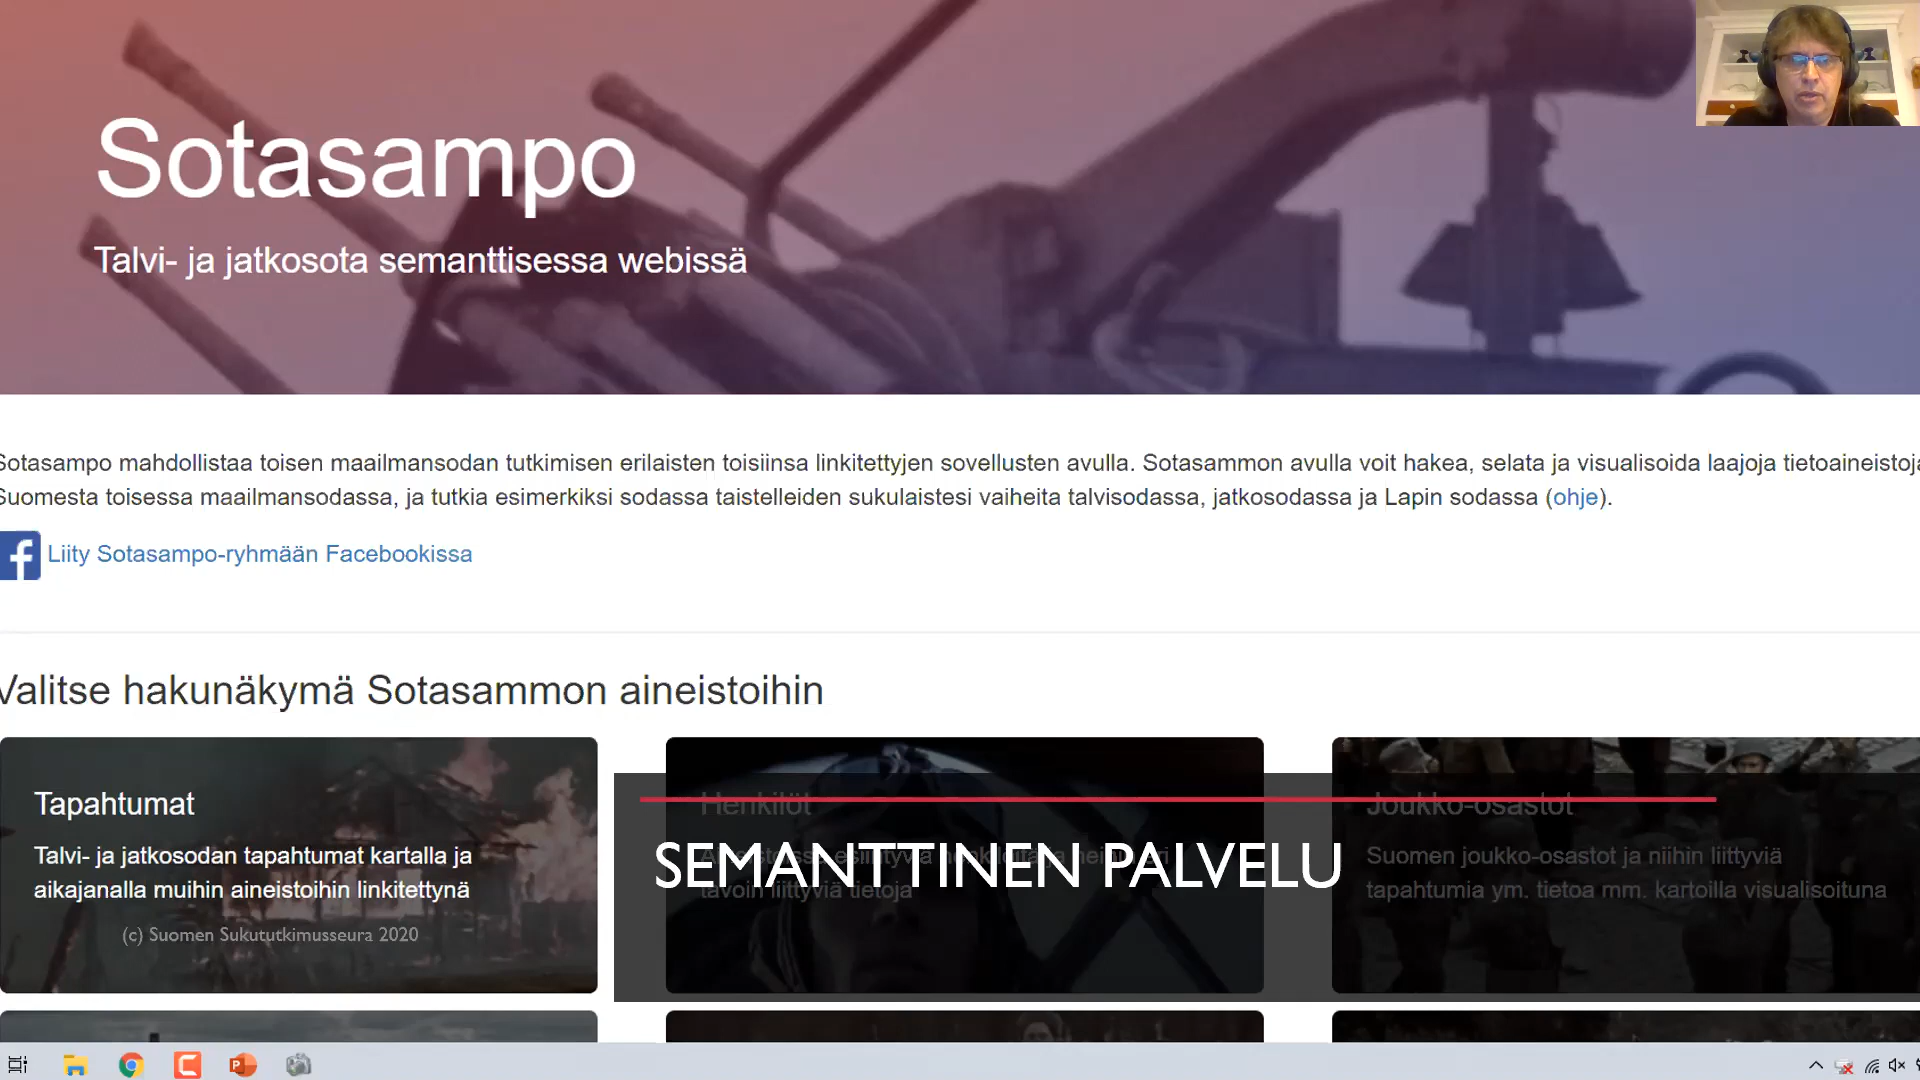 Sotasampo
Talvi- ja jatkosota semanttisessa webissä
Sotasampo mahdollistaa toisen maailmansodan tutkimisen erilaisten toisiinsa linkitettyjen sovellusten avulla. Sotasammon avulla voit hakea, selata ja visualisoida laajoja tietoaineistoja
Suomesta toisessa maailmansodassa, ja tutkia esimerkiksi sodassa taistelleiden sukulaistesi vaiheita talvisodassa, jatkosodassa ja Lapin sodassa (ohje).
Liity Sotasampo-ryhmään Facebookissa
Valitse hakunäkymä Sotasammon aineistoihin
Tapahtumat
Talvi- ja jatkosodan tapahtumat kartalla ja
aikajanalla muihin aineistoihin linkitettynä
(c) Suomen Sukututkimusseura 2020
Henkilöt
SEMANTTINEN PALVELU
tavoin liittyviä tietoja
Joukko-osastot
Suomen joukko-osastot ja niihin liittyviä
tapahtumia ym. tietoa mm. kartoilla visualisoituna